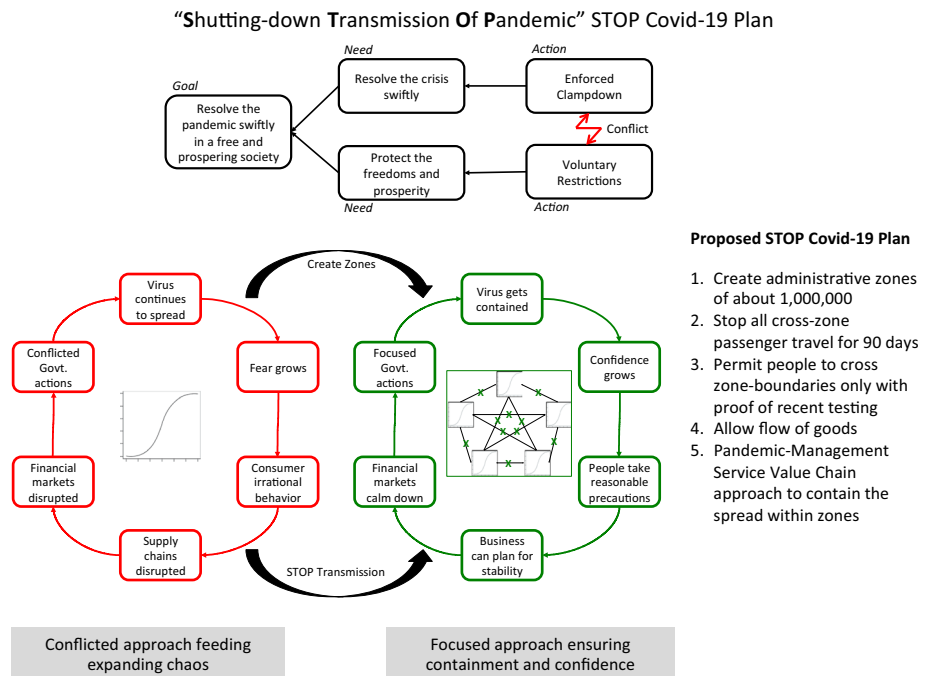 “Shutting-down Transmission Of Pandemic” STOP Covid-19 Plan
Need
Action
Goal
Resolve the crisis
swiftly
Enforced
Clampdown
Resolve the
pandemic swiftly
in a free and
prospering society
Conflict
Protect the
freedoms and
prosperity
Voluntary
Restrictions
Need
Action
Create Zones
Virus
continues
to spread
Fear grows
Consumer
irrational
behavior
Supply
chains
disrupted
Financial
markets
disrupted
Conflicted
Govt.
actions
Virus gets
contained
Confidence
grows
People take
reasonable
precautions
Business
can plan for
stability
Financial
markets
calm down
Focused
Govt.
actions
X
X
X
X
X
X
X
X
X
X
STOP Transmission
Proposed STOP Covid-19 Plan
1. Create administrative zones
of about 1,000,000
2. Stop all cross-zone
passenger travel for 90 days
3. Permit people to cross
zone-boundaries only with
proof of recent testing
4. Allow flow of goods
5. Pandemic-Management
Service Value Chain
approach to contain the
spread within zones
Conflicted approach feeding
expanding chaos
Focused approach ensuring
containment and confidence